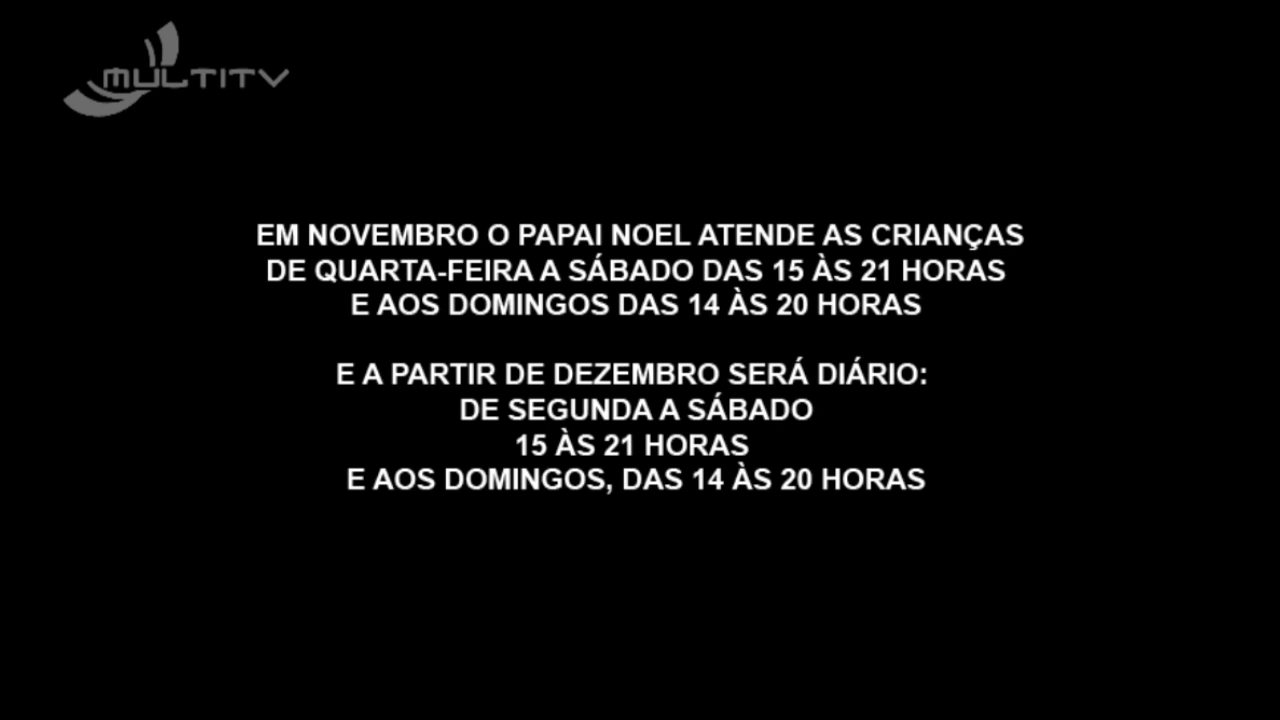 MULTITV
EM NOVEMBRO O PAPAI NOEL ATENDE AS CRIANÇAS
DE QUARTA-FEIRA A SÁBADO DAS 15 ÀS 21 HORAS
E AOS DOMINGOS DAS 14 ÀS 20 HORAS
E A PARTIR DE DEZEMBRO SERÁ DIÁRIO:
DE SEGUNDA A SÁBADO
15 ÀS 21 HORAS
E AOS DOMINGOS, DAS 14 ÀS 20 HORAS